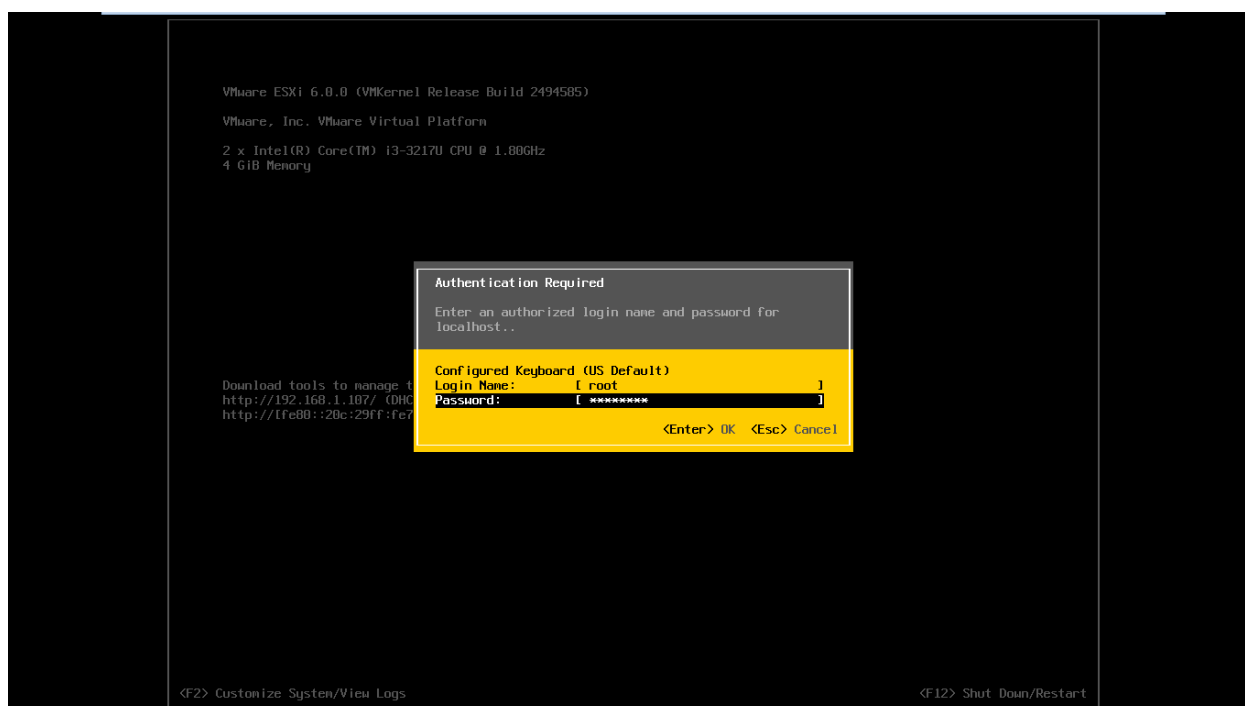 VMware ESXi 6.0.0 (VMKernel Release Build 2494585)
VMware, Inc. VMware Virtual Platform
2 x Intel(R) Core(TM) i3-3217U CPU @ 1.80GHz
4 GiB Memory
Authentication Required
Enter an authorized login name and password for
localhost..
Configured Keyboard (US Default)
Login Name: [ root ]
Password: [ ******** ]
<Enter> OK <Esc> Cancel
Download tools to manage t
http://192.168.1.107/ (DHC
http://[fe80::20c:29ff:fe7
<F2> Customize System/View Logs
<F12> Shut Down/Restart